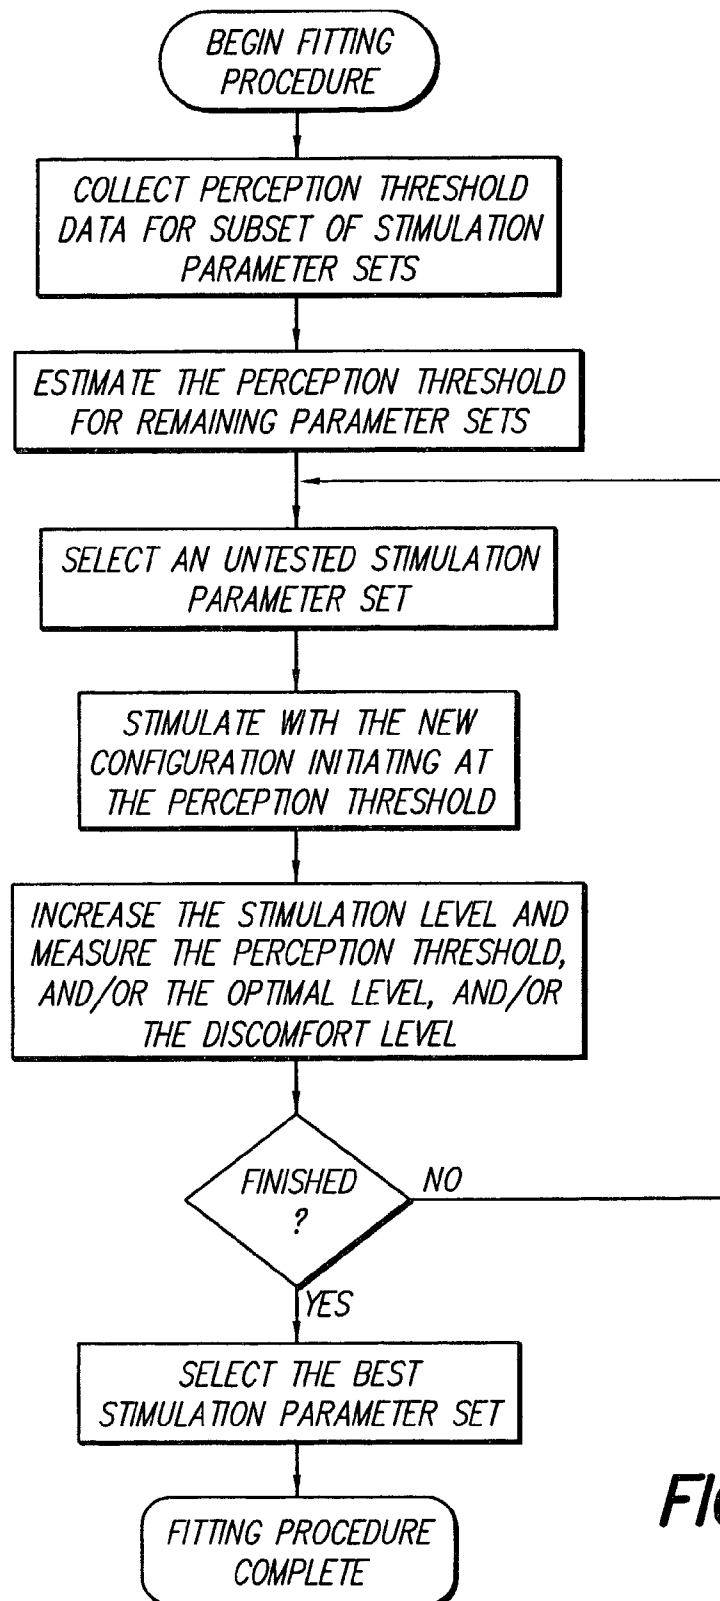 BEGIN FITTING
PROCEDURE
COLLECT PERCEPTION THRESHOLD
DATA FOR SUBSET OF STIMULATION
PARAMETER SETS
ESTIMATE THE PERCEPTION THRESHOLD
FOR REMAINING PARAMETER SETS
SELECT AN UNTESTED STIMULATION
PARAMETER SET
STIMULATE WITH THE NEW
CONFIGURATION INITIATING AT
THE PERCEPTION THRESHOLD
INCREASE THE STIMULATION LEVEL AND
MEASURE THE PERCEPTION THRESHOLD,
AND/OR THE OPTIMAL LEVEL, AND/OR
THE DISCOMFORT LEVEL
FINISHED
?
NO
YES
SELECT THE BEST
STIMULATION PARAMETER SET
FITTING PROCEDURE
COMPLETE